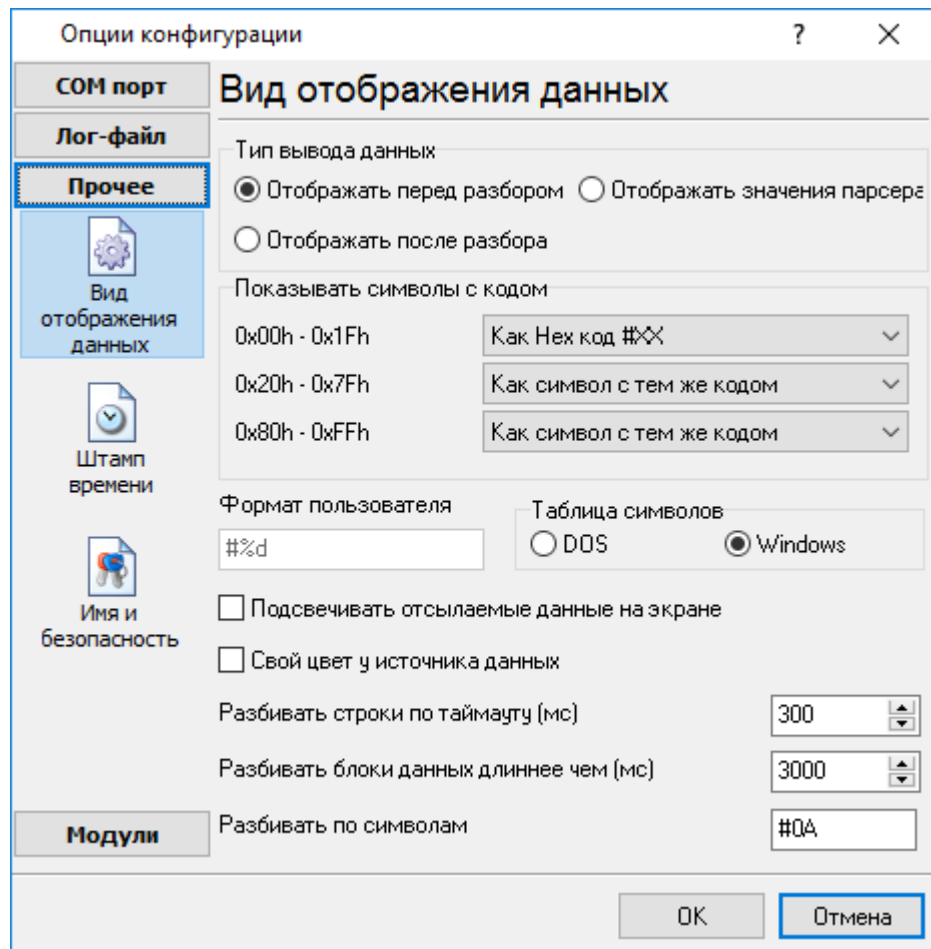 Опции конфигурации
?
COM порт
Лог-файл
Прочее
Вид
отображения
данных
Штамп
времени
Имя и
безопасность
Модули
Вид отображения данных
Тип вывода данных
Отображать перед разбором Отображать значения парсера
Отображать после разбора
Показывать символы с кодом
0x00h - 0x1Fh Как Hex код #XX
0x20h - 0x7Fh Как символ с тем же кодом
0x80h - 0xFFh Как символ с тем же кодом
Формат пользователя
#%d
Таблица символов
DOS Windows
Подсвечивать отсылаемые данные на экране
Свой цвет у источника данных
Разбивать строки по таймауту (мс) 300
Разбивать блоки данных длиннее чем (мс) 3000
Разбивать по символам #0A
OK Отмена